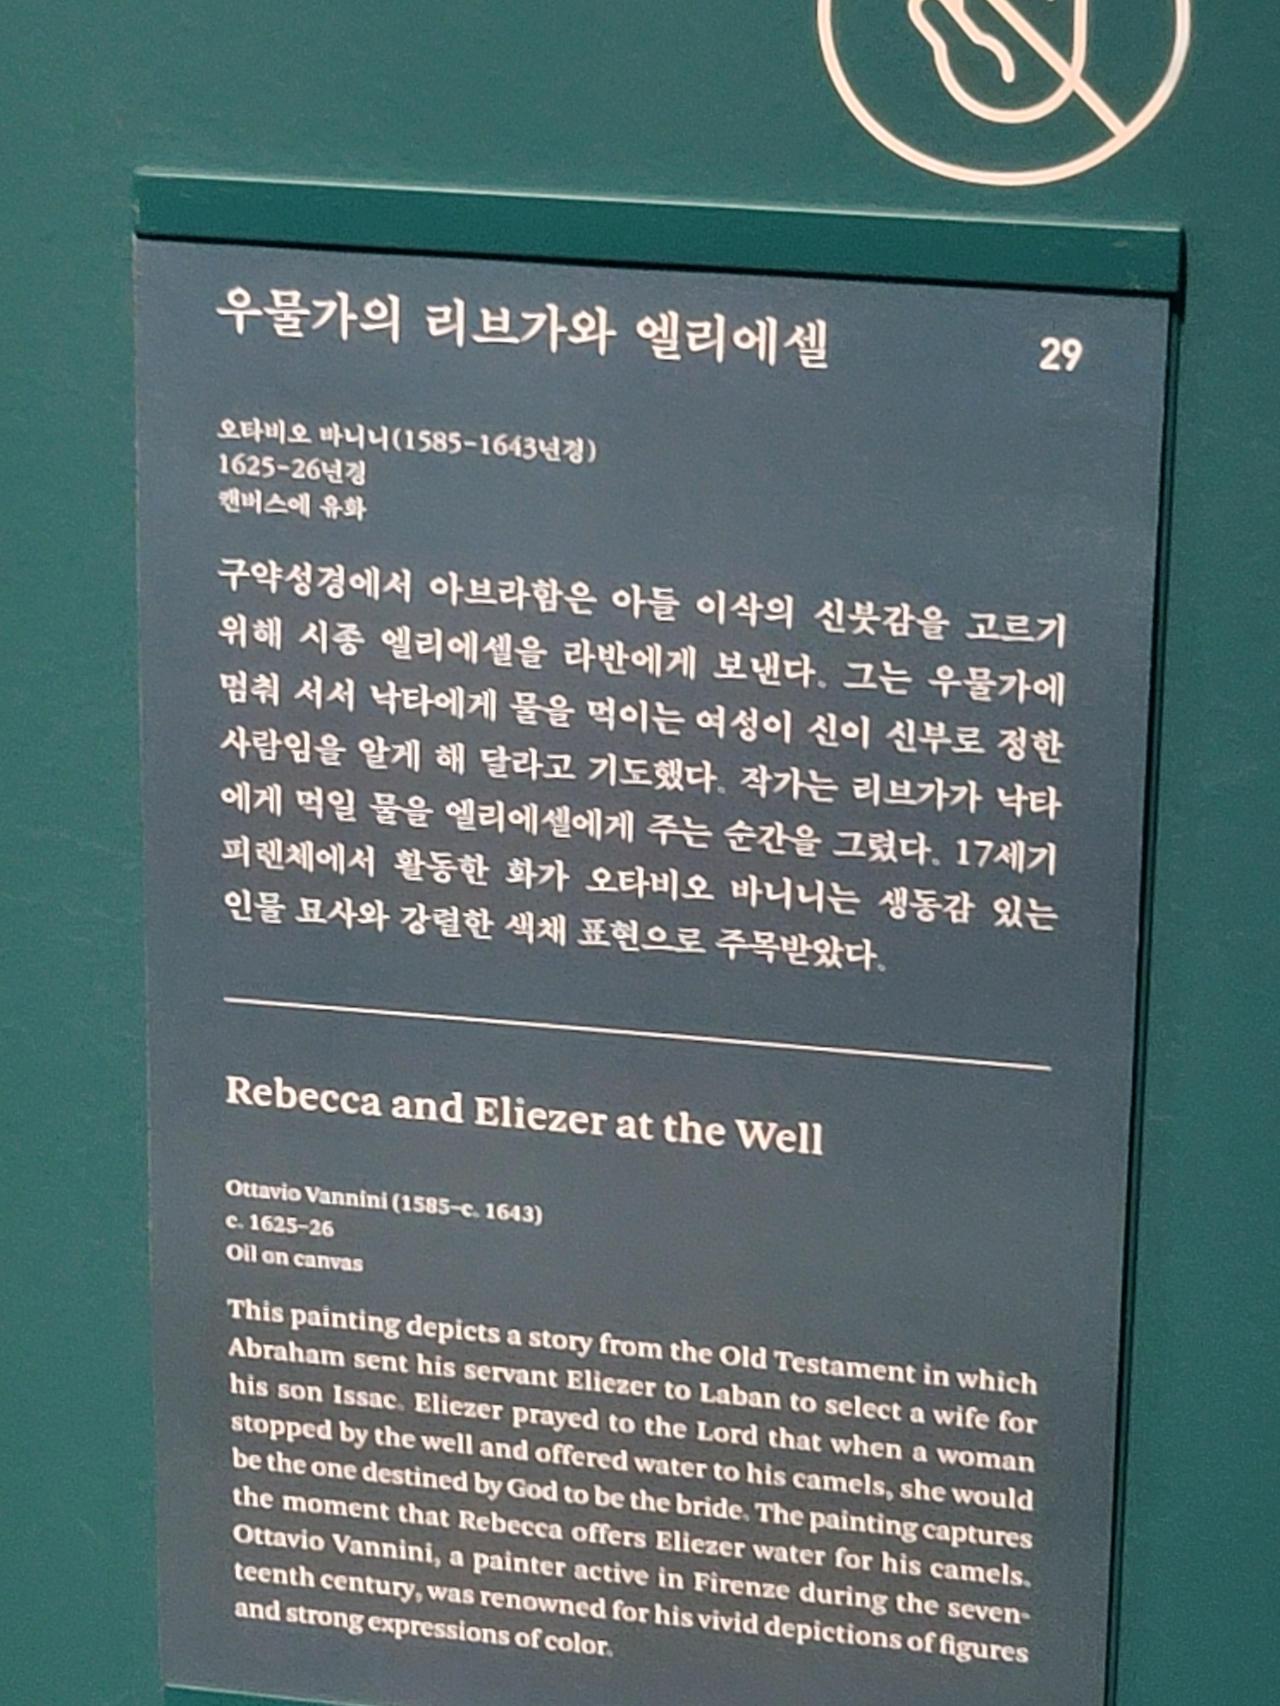 우물가의 리브가와 엘리에셀
29
오타비오 바니니(1585-1643년경)
1625-26년경
캔버스에 유화
구약성경에서 아브라함은 아들 이삭의 신붓감을 고르기
위해 시종 엘리에셀을 라반에게 보낸다. 그는 우물가에
멈춰 서서 낙타에게 물을 먹이는 여성이 신이 신부로 정한
사람임을 알게 해 달라고 기도했다. 작가는 리브가가 낙타
에게 먹일 물을 엘리에셀에게 주는 순간을 그렸다. 17세기
피렌체에서 활동한 화가 오타비오 바니니는 생동감 있는
인물 묘사와 강렬한 색채 표현으로 주목받았다.
Rebecca and Eliezer at the Well
Ottavio Vannini (1585–c. 1643)
c. 1625–26
Oil on canvas
This painting depicts a story from the Old Testament in which
Abraham sent his servant Eliezer to Laban to select a wife for
his son Issac. Eliezer prayed to the Lord that when a woman
stopped by the well and offered water to his camels, she would
be the one destined by God to be the bride. The painting captures
the moment that Rebecca offers Eliezer water for his camels.
Ottavio Vannini, a painter active in Firenze during the seven-
teenth century, was renowned for his vivid depictions of figures
and strong expressions of color.